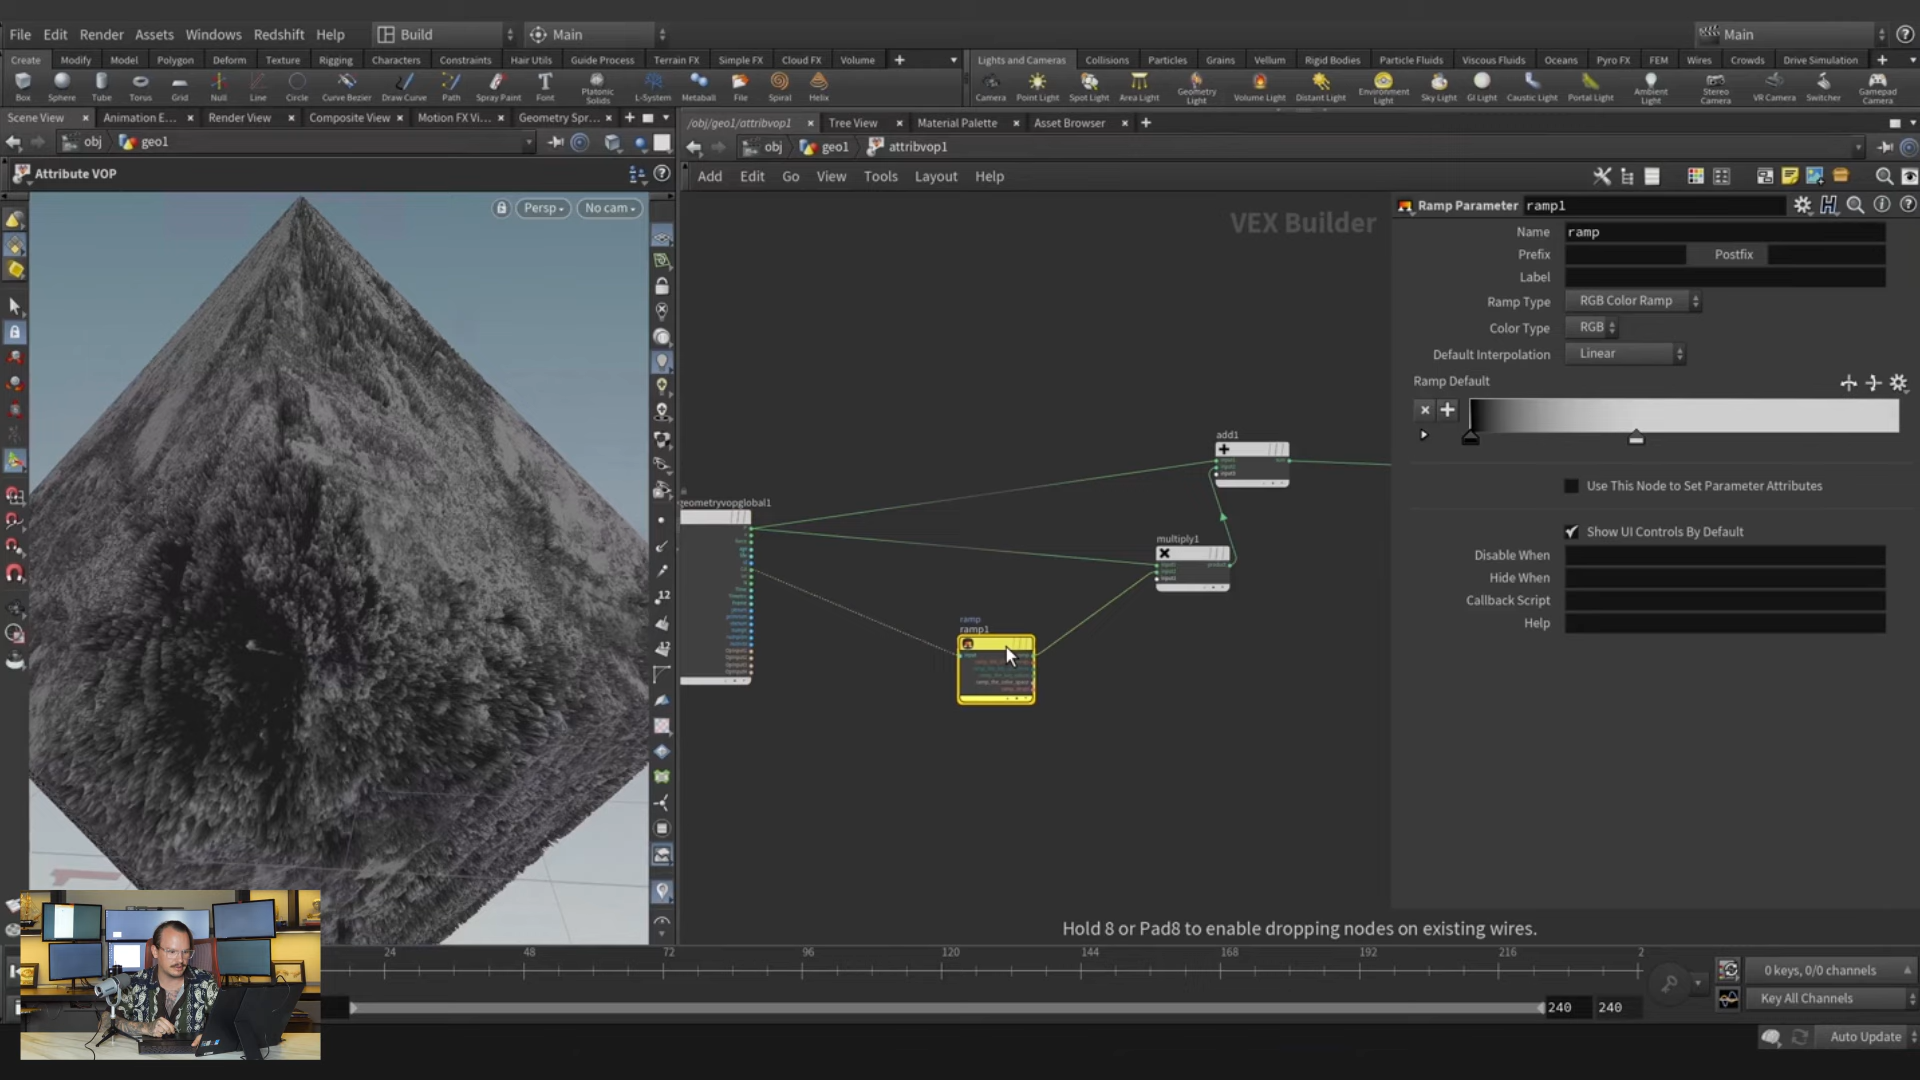 File Edit Render Assets Windows Redshift Help Build Main Main
Create Modify Model Polygon Deform Texture Rigging Characters Constraints Hair Utils Guide Process Terrain FX Simple FX Cloud FX Volume
Lights and Cameras Collisions Particles Grains Vellum Rigid Bodies Particle Fluids Viscous Fluids Oceans Pyro FX FEM Wires Crowds Drive Simulation
Box Sphere Tube Torus Grid Null Line Circle Curve Bezier Draw Curve Path Spray Paint Font Platonic Solids L-System Metaball File Spiral Helix
Camera Point Light Spot Light Area Light Geometry Light Volume Light Distant Light Environment Light Sky Light GI Light Caustic Light Portal Light Ambient Light Stereo Camera VR Camera Switcher Gamepad Camera
Scene View Animation E... Render View Composite View Motion FX Vi... Geometry Spr...
/obj/geo1/attribvop1 Tree View Material Palette Asset Browser
obj geo1
obj geo1 attribvop1
Attribute VOP
Add Edit Go View Tools Layout Help
Persp No cam
VEX Builder
Ramp Parameter ramp1
Name ramp
Prefix Postfix
Label
Ramp Type RGB Color Ramp
Color Type RGB
Default Interpolation Linear
Ramp Default
Use This Node to Set Parameter Attributes
Show UI Controls By Default
Disable When
Hide When
Callback Script
Help
add1
geometryvopglobal1
multiply1
ramp
ramp1
12
12
Hold 8 or Pad8 to enable dropping nodes on existing wires.
24 48 72 96 120 144 168 192 216 2
0 keys, 0/0 channels
240 240
Key All Channels
Auto Update